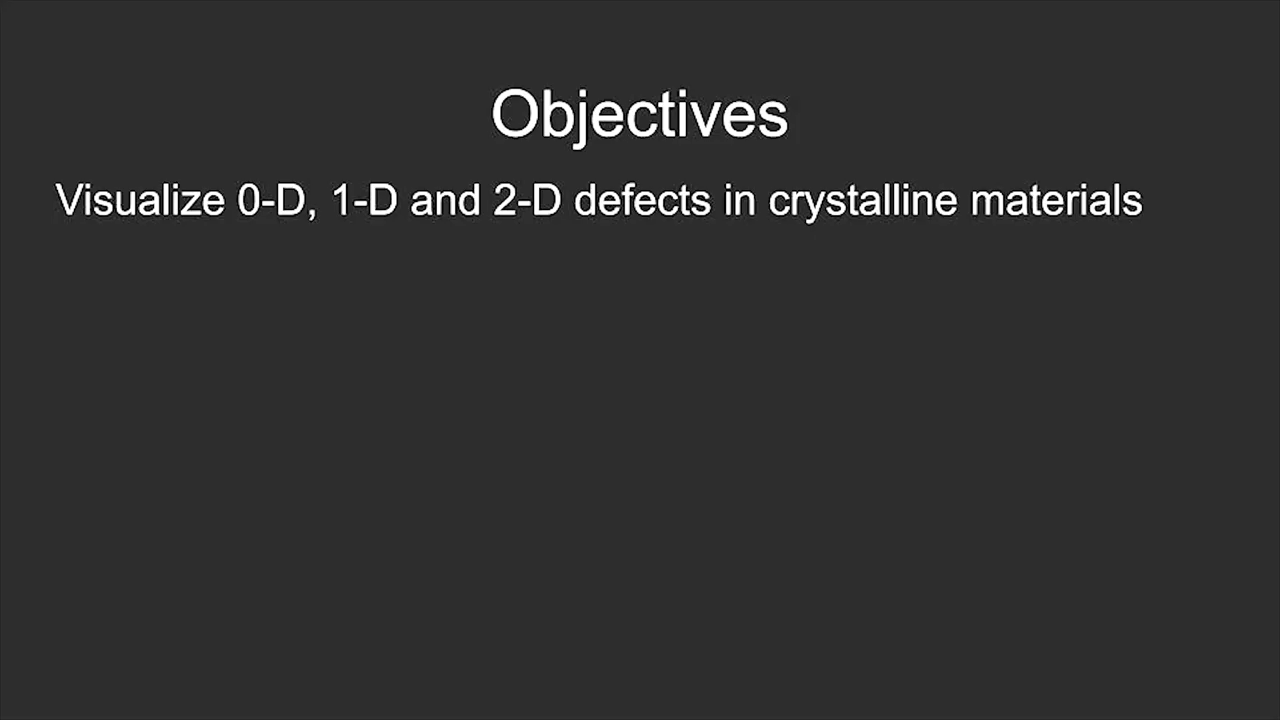 Objectives
Visualize 0-D, 1-D and 2-D defects in crystalline materials